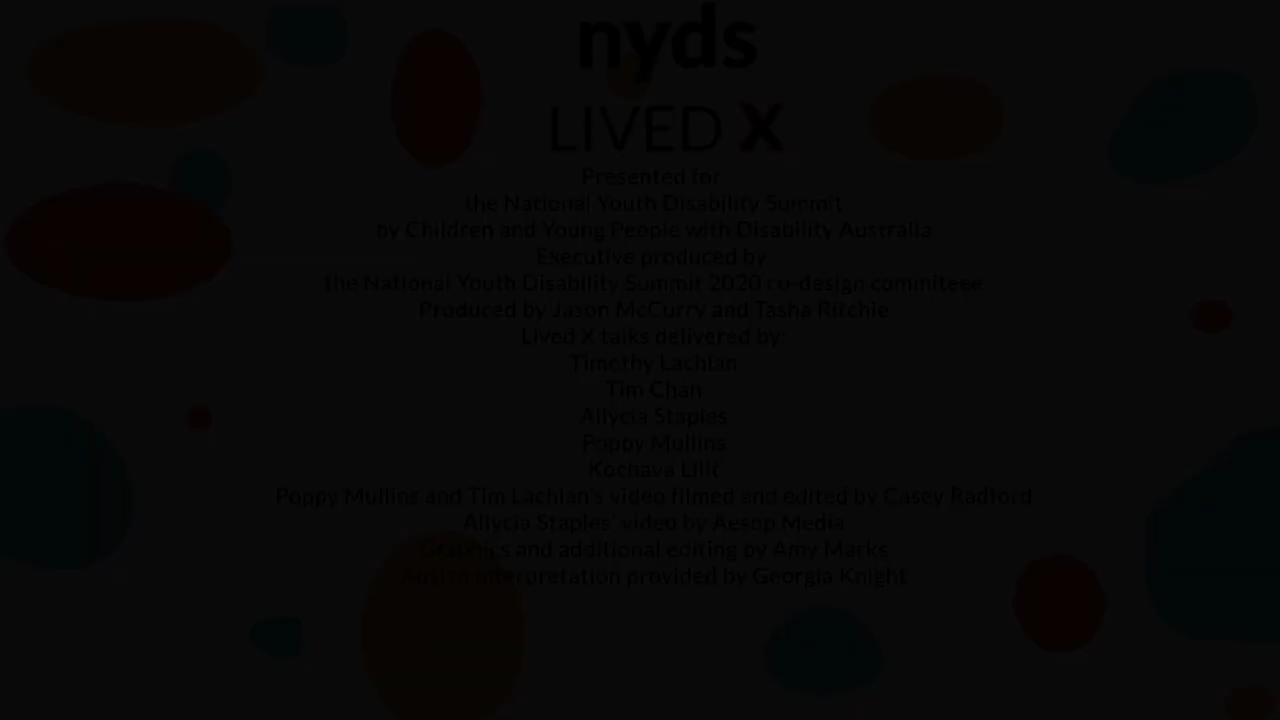 nyds
LIVED X
Presented for
the National Youth Disability Summit
by Children and Young People with Disability Australia
Executive produced by
the National Youth Disability Summit 2020 co-design commiteee
Produced by Jason McCurry and Tasha Ritchie
Lived X talks delivered by:
Timothy Lachlan
Tim Chan
Allycia Staples
Poppy Mullins
Kochava Lilit
Poppy Mullins and Tim Lachlan's video filmed and edited by Casey Radford
Allycia Staples' video by Aesop Media
Graphics and additional editing by Amy Marks
Auslan interpretation provided by Georgia Knight